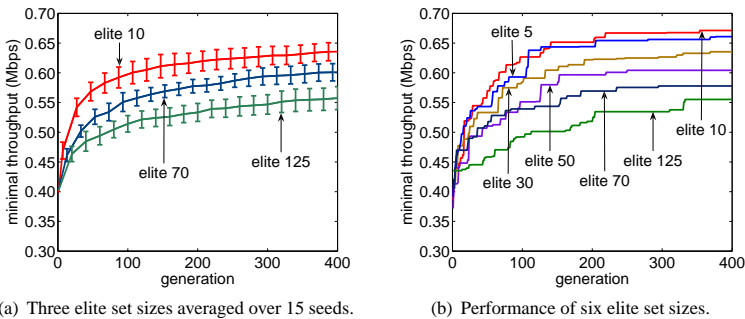 0.70
0.65
0.60
0.55
0.50
0.45
0.40
0.35
0.30
minimal throughput (Mbps)
elite 10
elite 70
elite 125
0 100 200 300 400
generation
(a) Three elite set sizes averaged over 15 seeds.
0.70
0.65
0.60
0.55
0.50
0.45
0.40
0.35
0.30
minimal throughput (Mbps)
elite 5
elite 10
elite 50
elite 125
elite 30
elite 70
0 100 200 300 400
generation
(b) Performance of six elite set sizes.